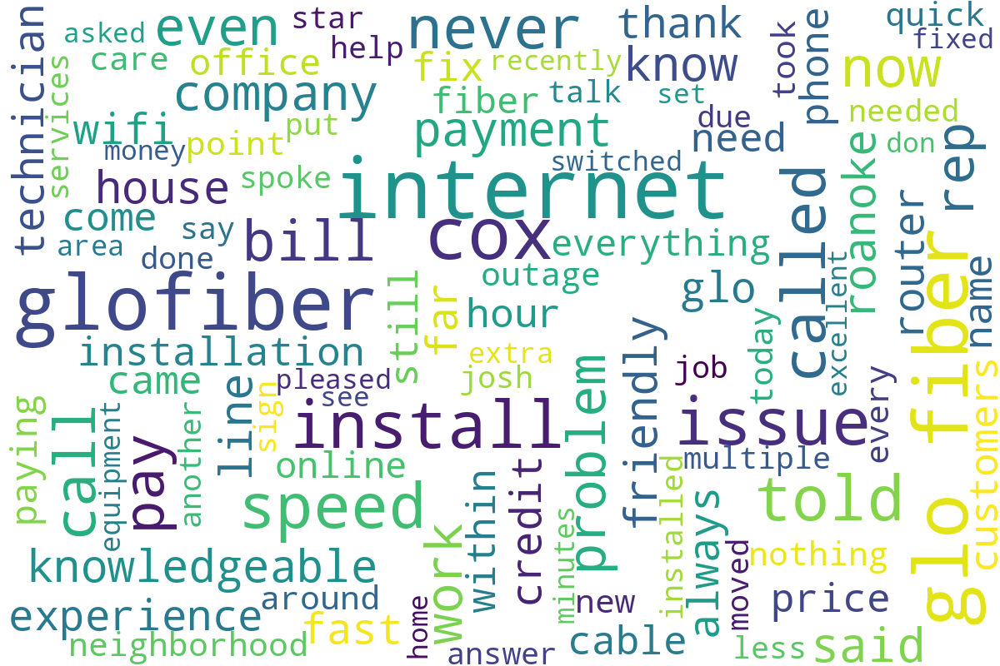 technician
asked
even
star
never
thank
quick
fixed
help
care
office
fix
recently
know
took
phone
now
services
company
fiber
talk
set
due
needed
wifi
put
payment
need
don
rep
money
point
switched
house
spoke
internet
called
roanoke
come
say
bill
cox
everything
router
area
done
outage
glo
excellent
name
glofiber
still
far
hour
glo fiber
installation
extra
friendly
today
came
pleased
josh
problem
job
every
customers
see
paying
call
equipment
pay
another
line
sign
install
issue
multiple
online
within
credit
installed
told
speed
minutes
always
work
knowledgeable
nothing
moved
experience
around
new
price
home
fast
neighborhood
answer
cable
less
said